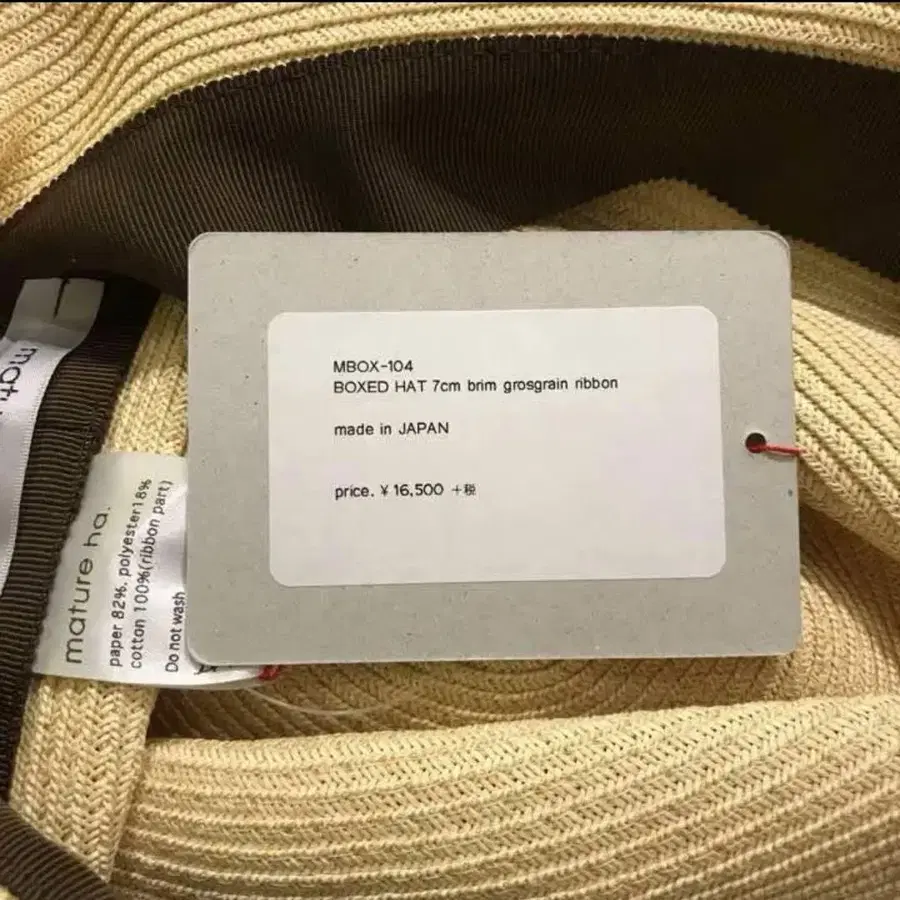 MBOX-104
BOXED HAT 7cm brim grosgrain ribbon
made in JAPAN
price. ¥ 16,500 +税
mature ha.
paper 82%. polyester18%
cotton 100%(ribbon part)
Do not wash